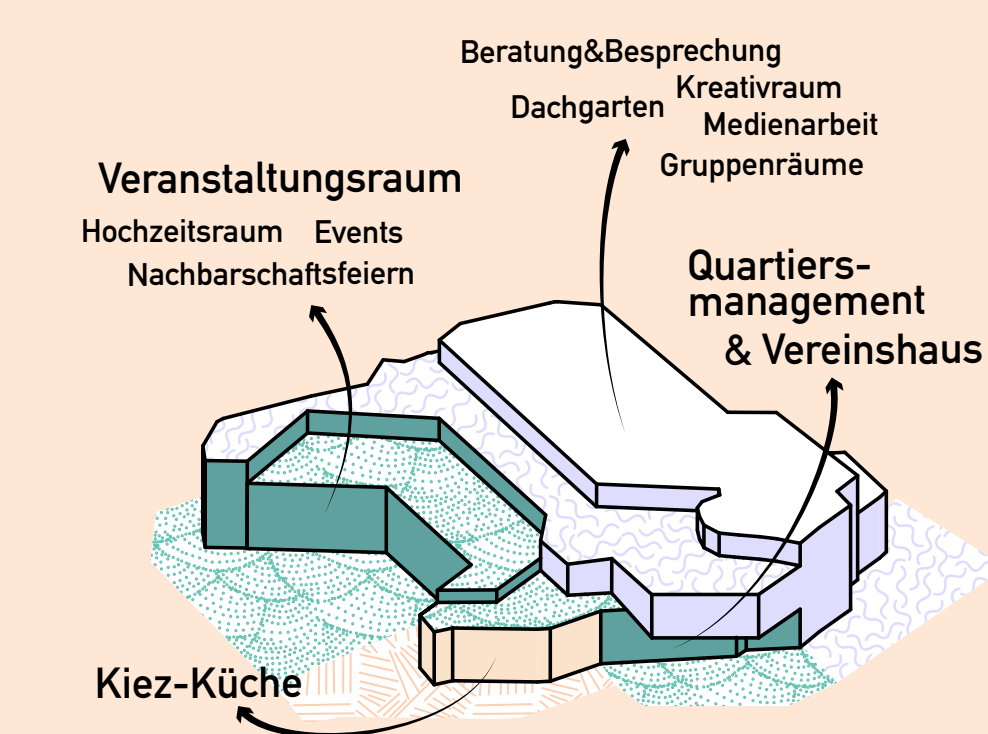 Beratung&Besprechung
Kreativraum
Dachgarten
Medienarbeit
Gruppenräume
Veranstaltungsraum
Hochzeitsraum Events
Nachbarschaftsfeiern
Quartiers-
management
& Vereinshaus
Kiez-Küche